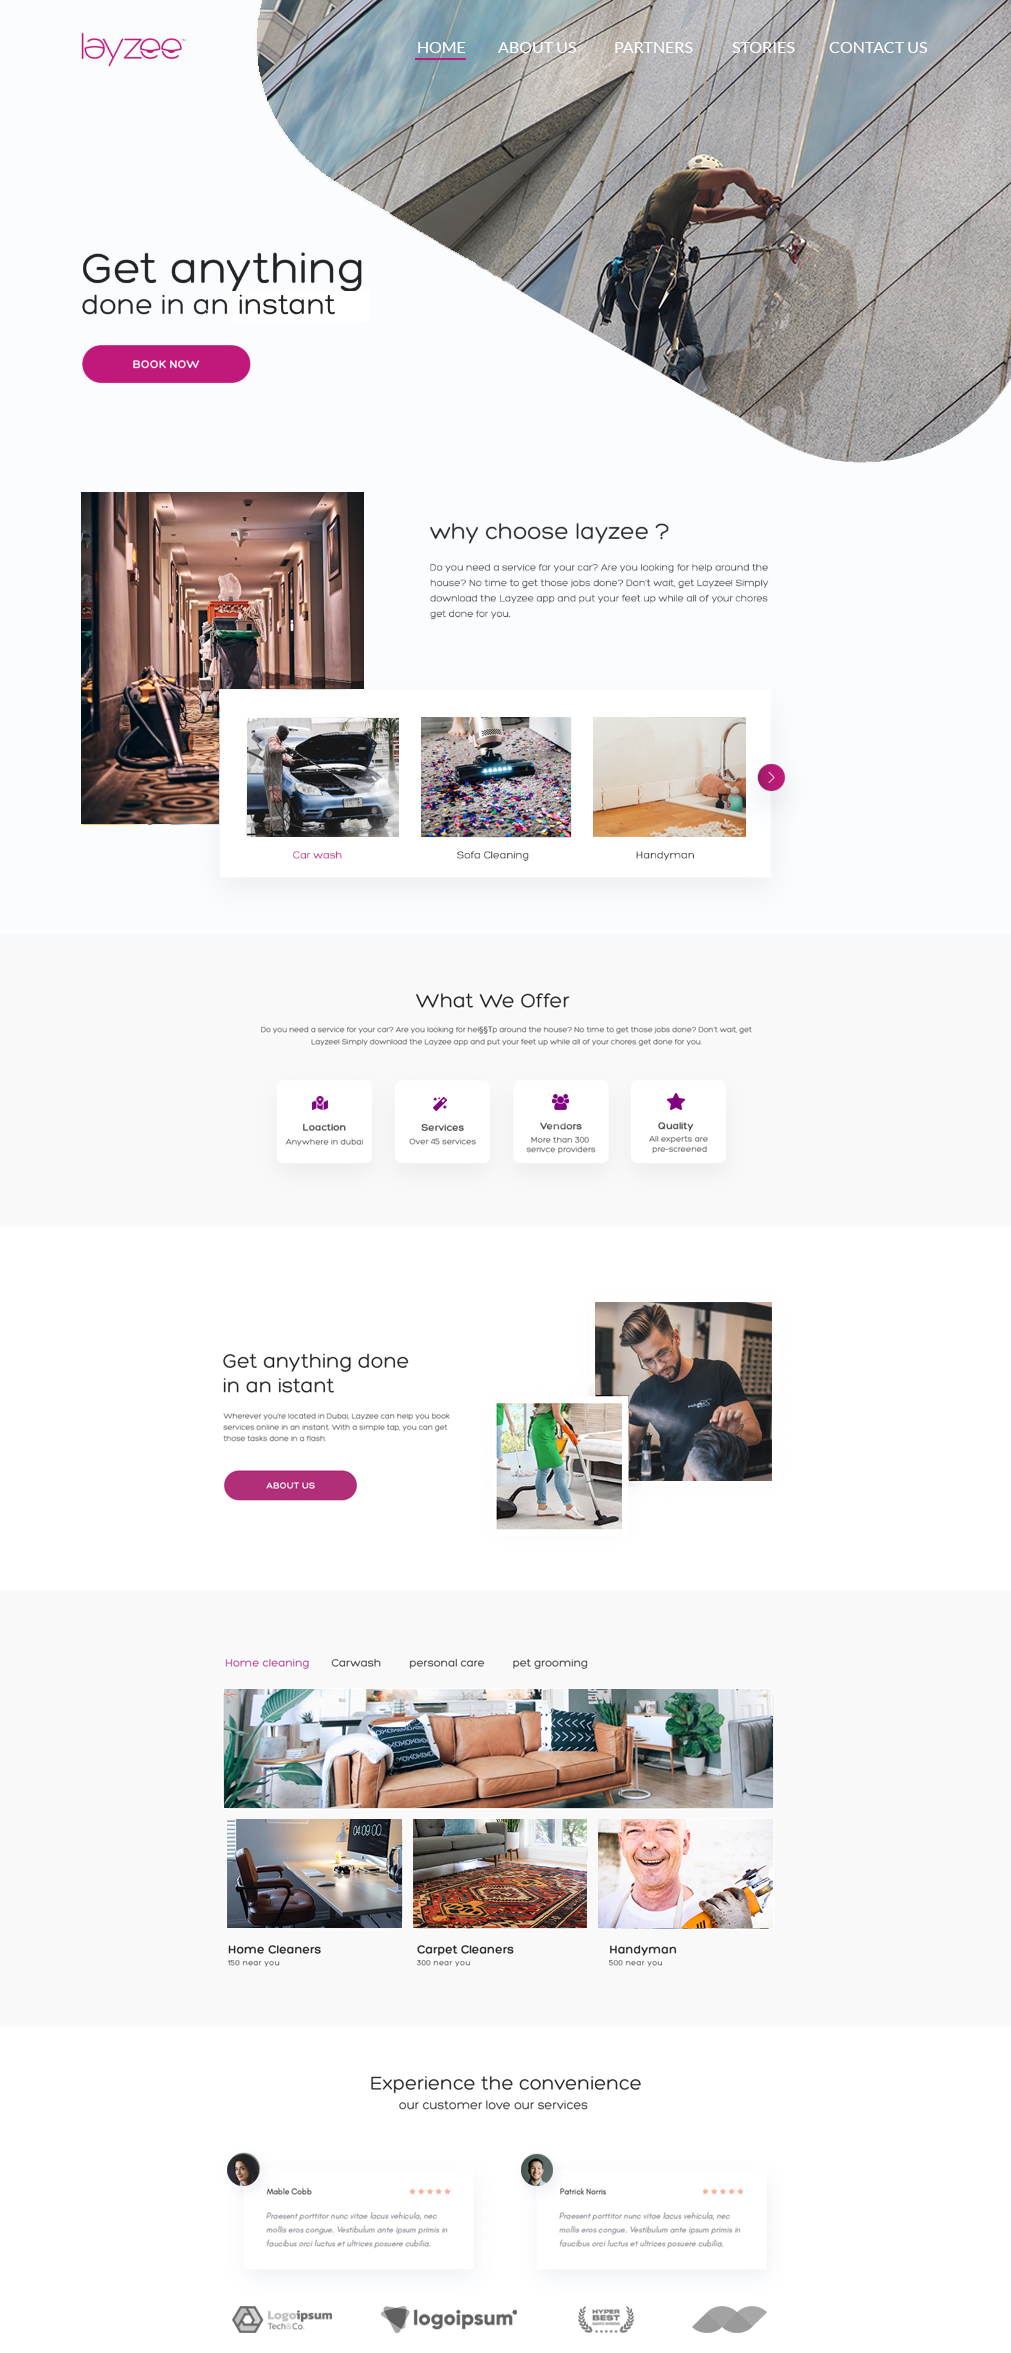 layzee
HOME ABOUT US PARTNERS STORIES CONTACT US
Get anything
done in an instant
BOOK NOW
why choose layzee ?
Do you need a service for your car? Are you looking for help around the
house? No time to get those jobs done? Don't wait, get Layzee! Simply
download the Layzee app and put your feet up while all of your chores
get done for you.
Car wash
Sofa Cleaning
Handyman
What We Offer
Do you need a service for your car? Are you looking for hel§§Tp around the house? No time to get those jobs done? Don't wait, get
Layzee! Simply download the Layzee app and put your feet up while all of your chores get done for you.
Loaction
Anywhere in dubai
Services
Over 45 services
Vendors
More than 300
serivce providers
Quality
All experts are
pre-screened
Get anything done
in an istant
Wherever you're located in Dubai, Layzee can help you book
services online in an instant. With a simple tap, you can get
those tasks done in a flash.
ABOUT US
Home cleaning Carwash personal care pet grooming
04:09:00
Home Cleaners
150 near you
Carpet Cleaners
300 near you
Handyman
500 near you
Experience the convenience
our customer love our services
Mable Cobb
Praesent porttitor nunc vitae lacus vehicula, nec
mollis eros congue. Vestibulum ante ipsum primis in
faucibus orci luctus et ultrices posuere cubilia.
Patrick Norris
Praesent porttitor nunc vitae lacus vehicula, nec
mollis eros congue. Vestibulum ante ipsum primis in
faucibus orci luctus et ultrices posuere cubilia.
Logoipsum
Tech&Co.
logoipsum
HYPER
BEST